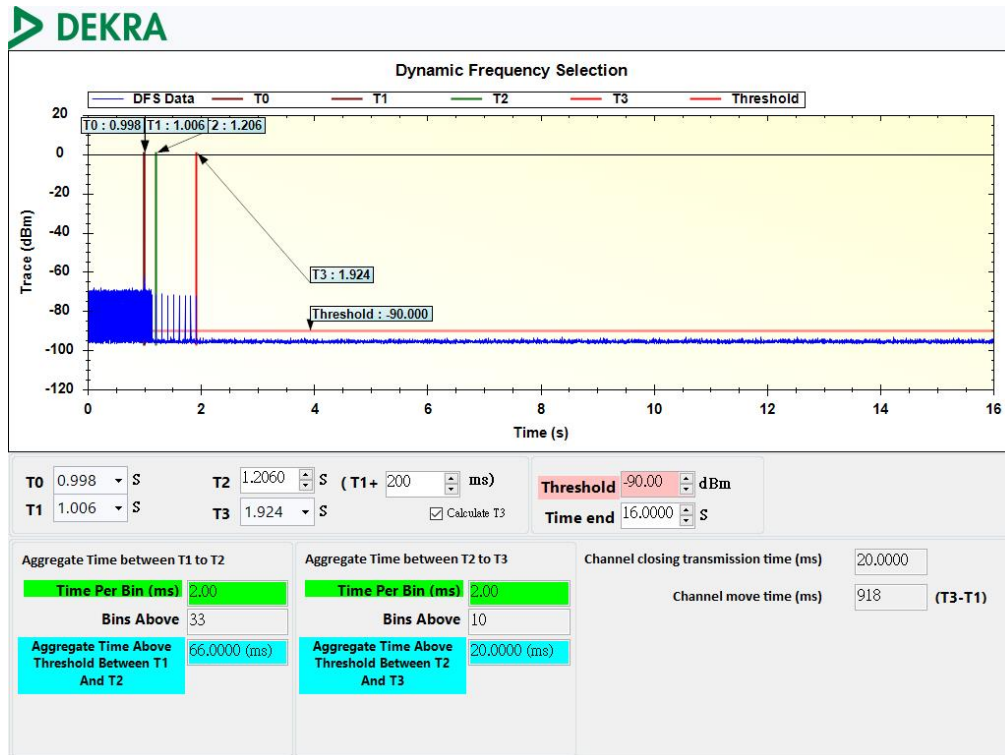 DEKRA
Dynamic Frequency Selection
DFS Data T0 T1 T2 T3 Threshold
Trace (dBm)
20
T0 : 0.998 T1 : 1.006 2 : 1.206
0
-20
-40
-60
T3 : 1.924
-80
Threshold : -90.000
-100
-120
0 2 4 6 8 10 12 14 16
Time (s)
T0 0.998 S T2 1.2060 S (T1+ 200 ms) Threshold -90.00 dBm
T1 1.006 S T3 1.924 S Calculate T3 Time end 16.0000 S
Aggregate Time between T1 to T2
Time Per Bin (ms) 2.00
Bins Above 33
Aggregate Time Above 66.0000 (ms)
Threshold Between T1
And T2
Aggregate Time between T2 to T3
Time Per Bin (ms) 2.00
Bins Above 10
Aggregate Time Above 20.0000 (ms)
Threshold Between T2
And T3
Channel closing transmission time (ms) 20.0000
Channel move time (ms) 918 (T3-T1)